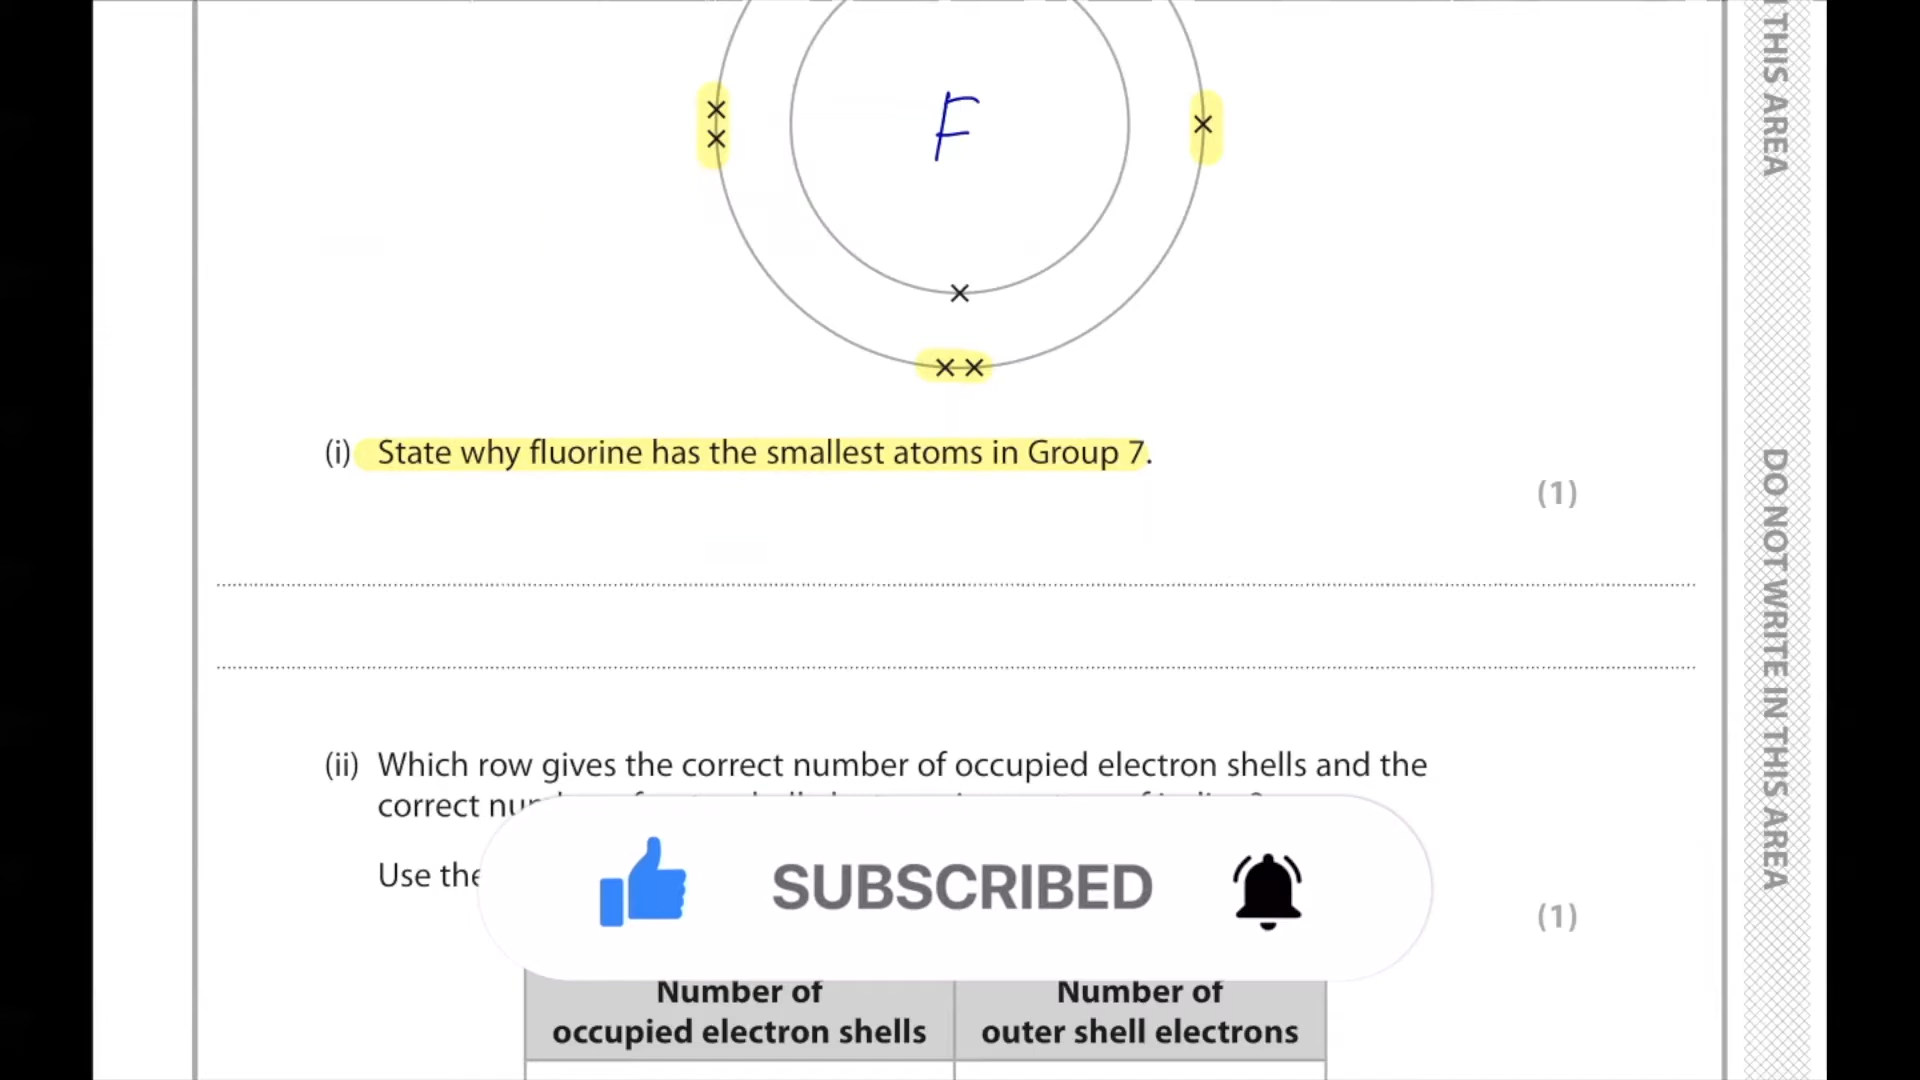 F
(i) State why fluorine has the smallest atoms in Group 7.
(1)
(ii) Which row gives the correct number of occupied electron shells and the
correct
Use the
SUBSCRIBED
(1)
Number of occupied electron shells
Number of outer shell electrons
THIS AREA
DO NOT WRITE IN THIS AREA